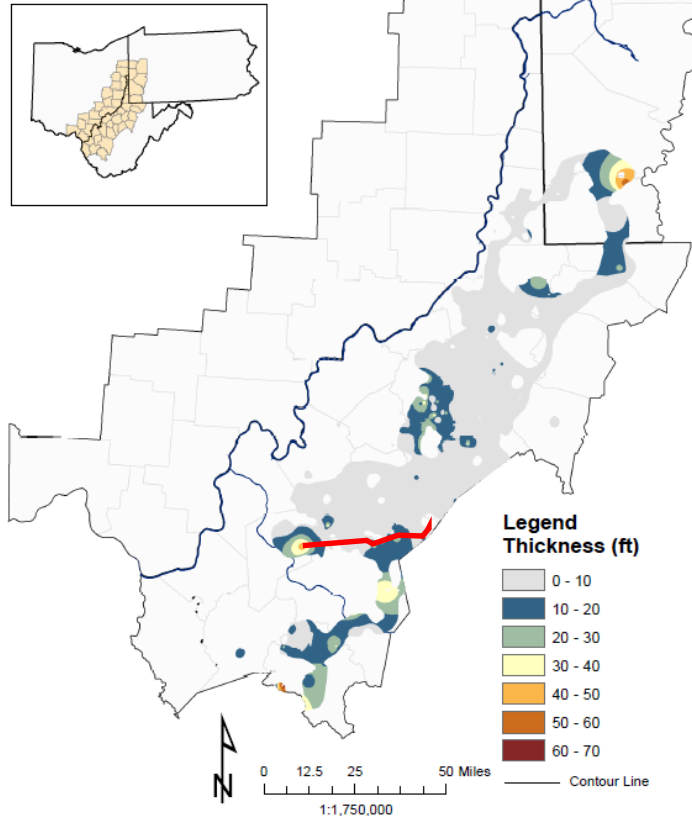 Legend
Thickness (ft)
0 - 10
10 - 20
20 - 30
30 - 40
40 - 50
50 - 60
60 - 70
Contour Line
N
0 12.5 25 50 Miles
1:1,750,000